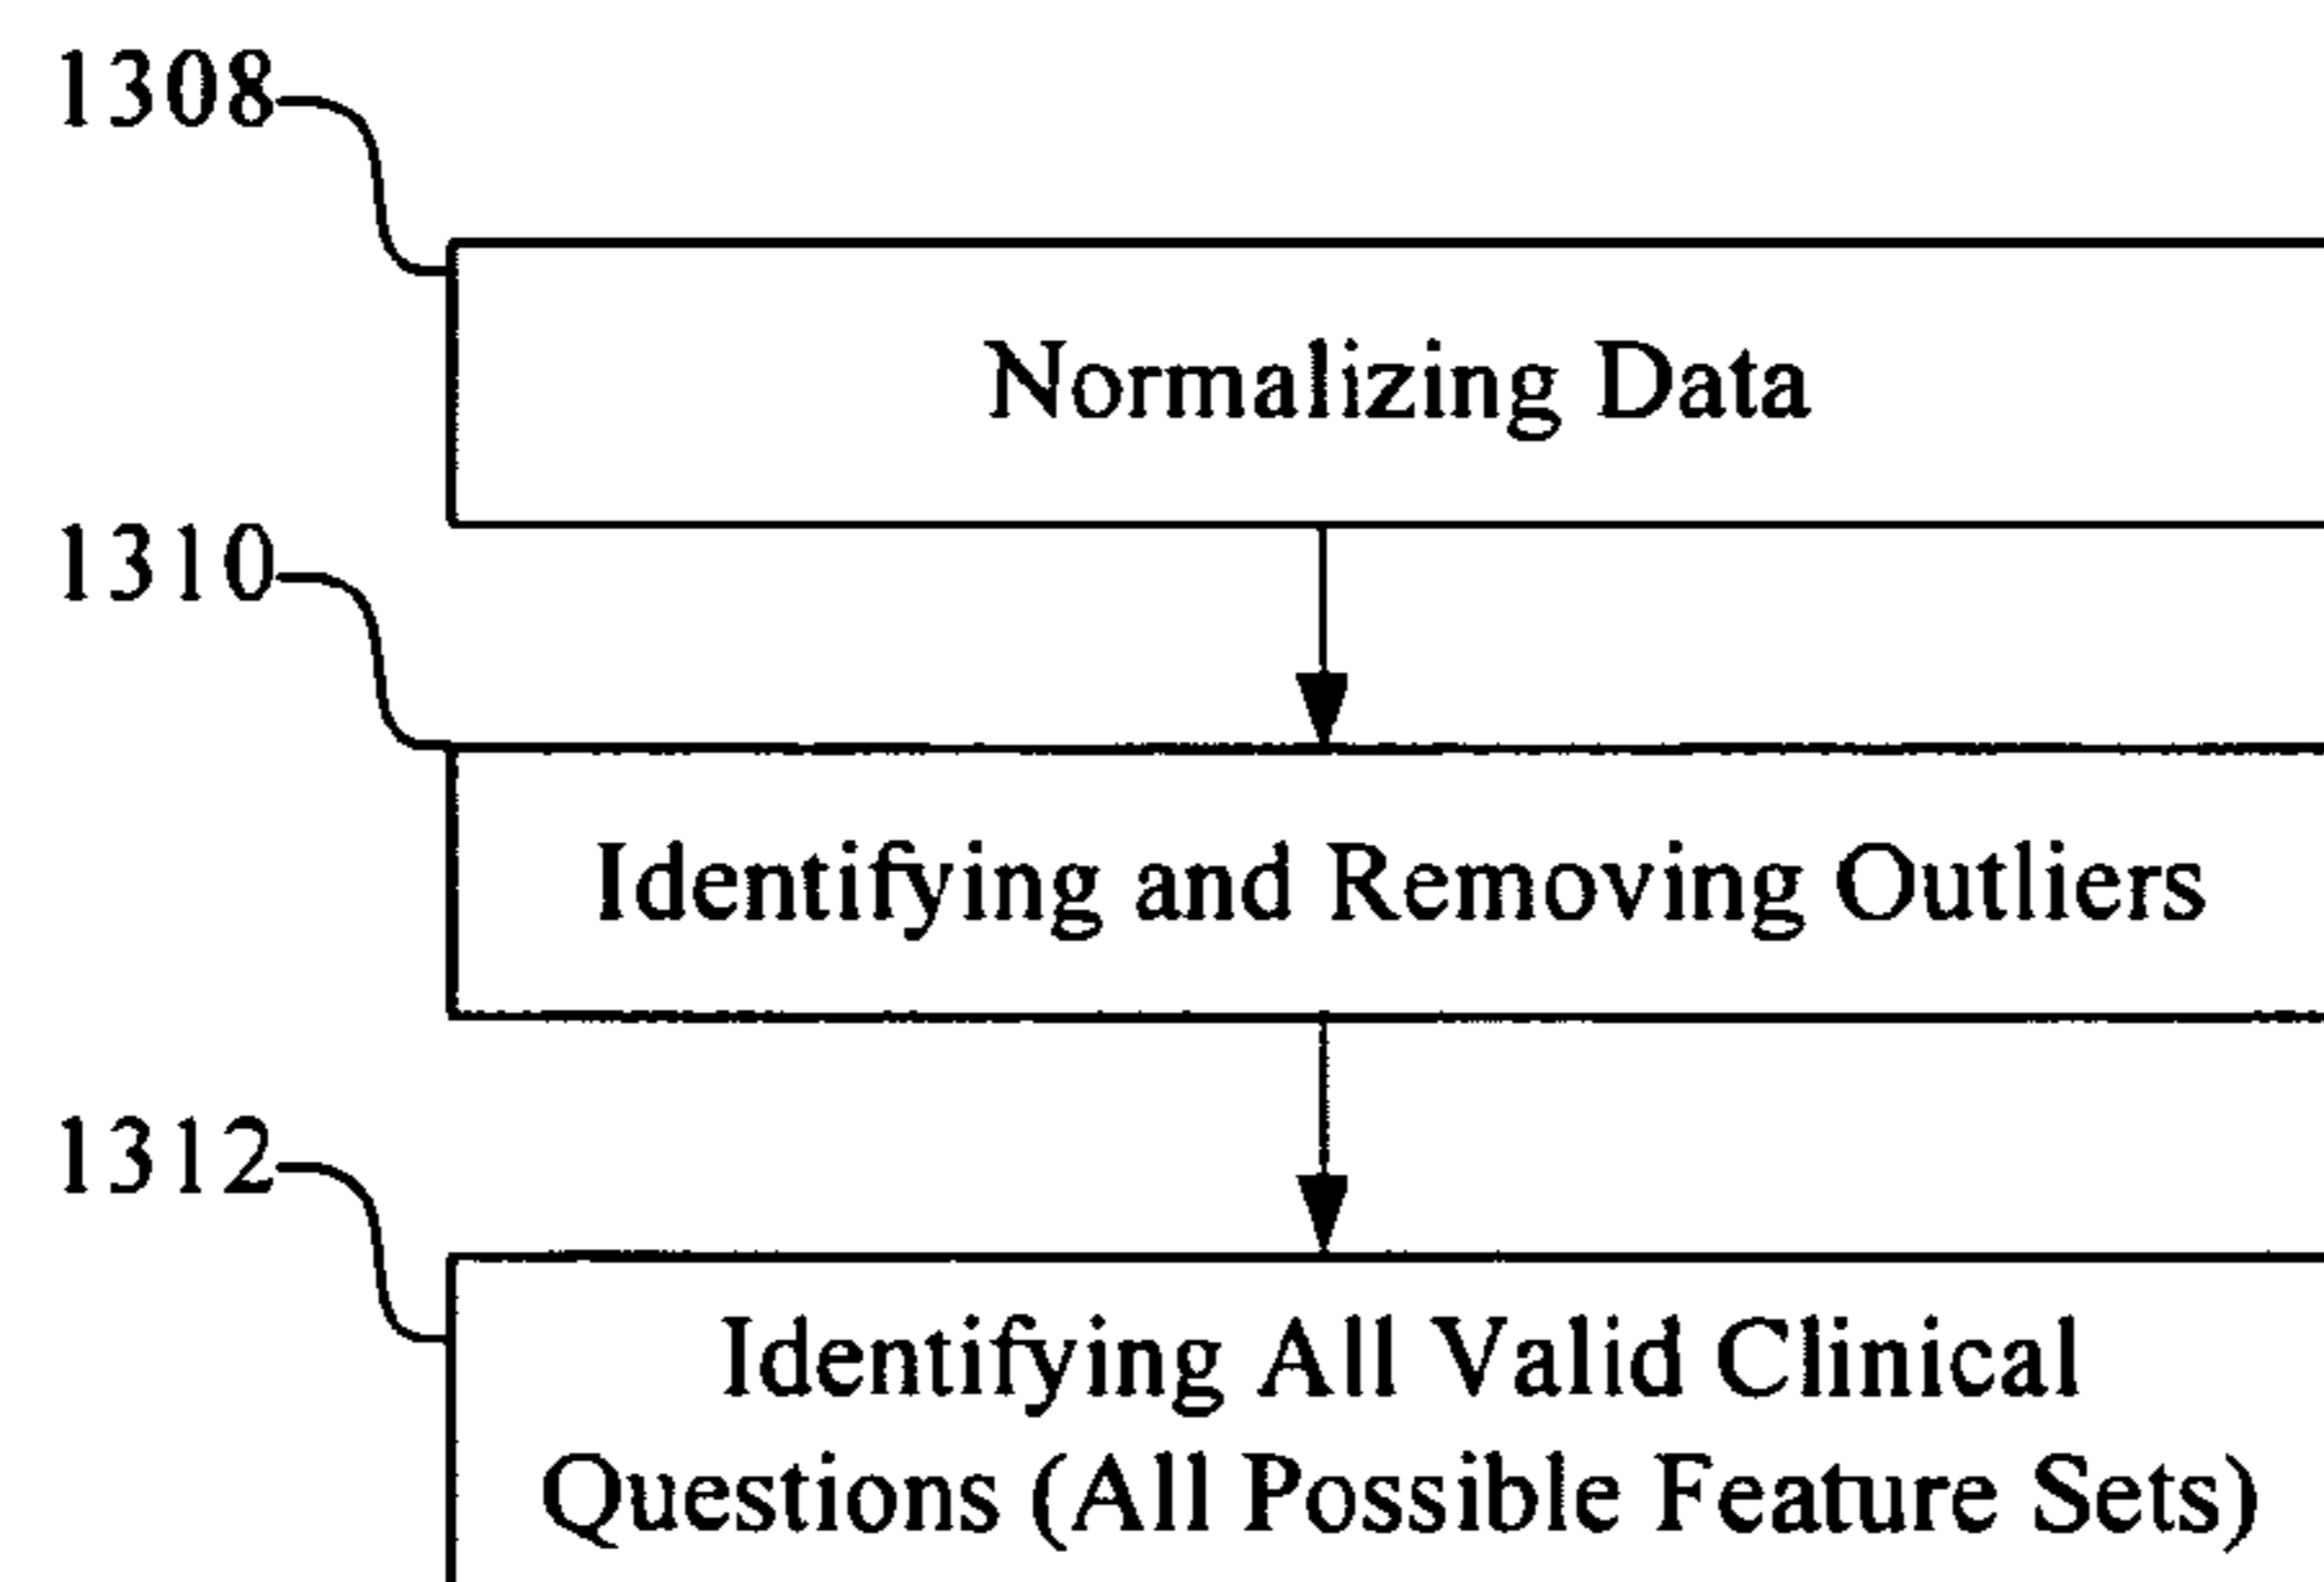 1308
Normalizing Data
1310
Identifying and Removing Outliers
1312
Identifying All Valid Clinical
Questions (All Possible Feature Sets)